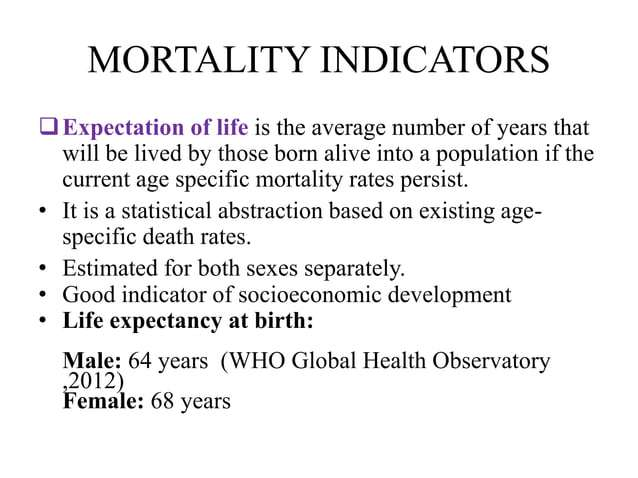 MORTALITY INDICATORS
❑Expectation of life is the average number of years that
will be lived by those born alive into a population if the
current age specific mortality rates persist.
• It is a statistical abstraction based on existing age-
specific death rates.
• Estimated for both sexes separately.
• Good indicator of socioeconomic development
• Life expectancy at birth:
Male: 64 years (WHO Global Health Observatory
,2012)
Female: 68 years